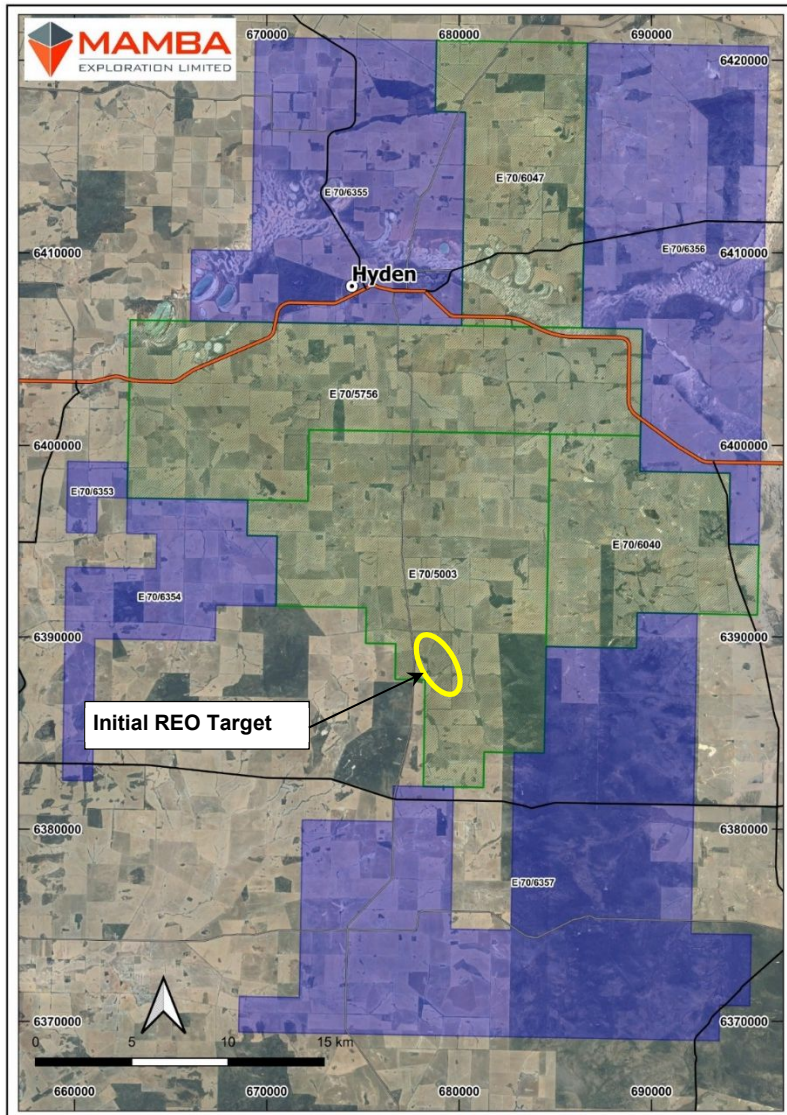 MAMBA
EXPLORATION LIMITED
670000
680000
690000
6420000
6420000
E 70/6047
E 70/6355
6410000
E 70/6356
6410000
Hyden
E 70/5756
6400000
6400000
E 70/6353
E 70/6040
E 70/5003
E 70/6354
6390000
6390000
Initial REO Target
6380000
6380000
E 70/6357
6370000
6370000
0 5 10 15 km
660000
670000
680000
690000